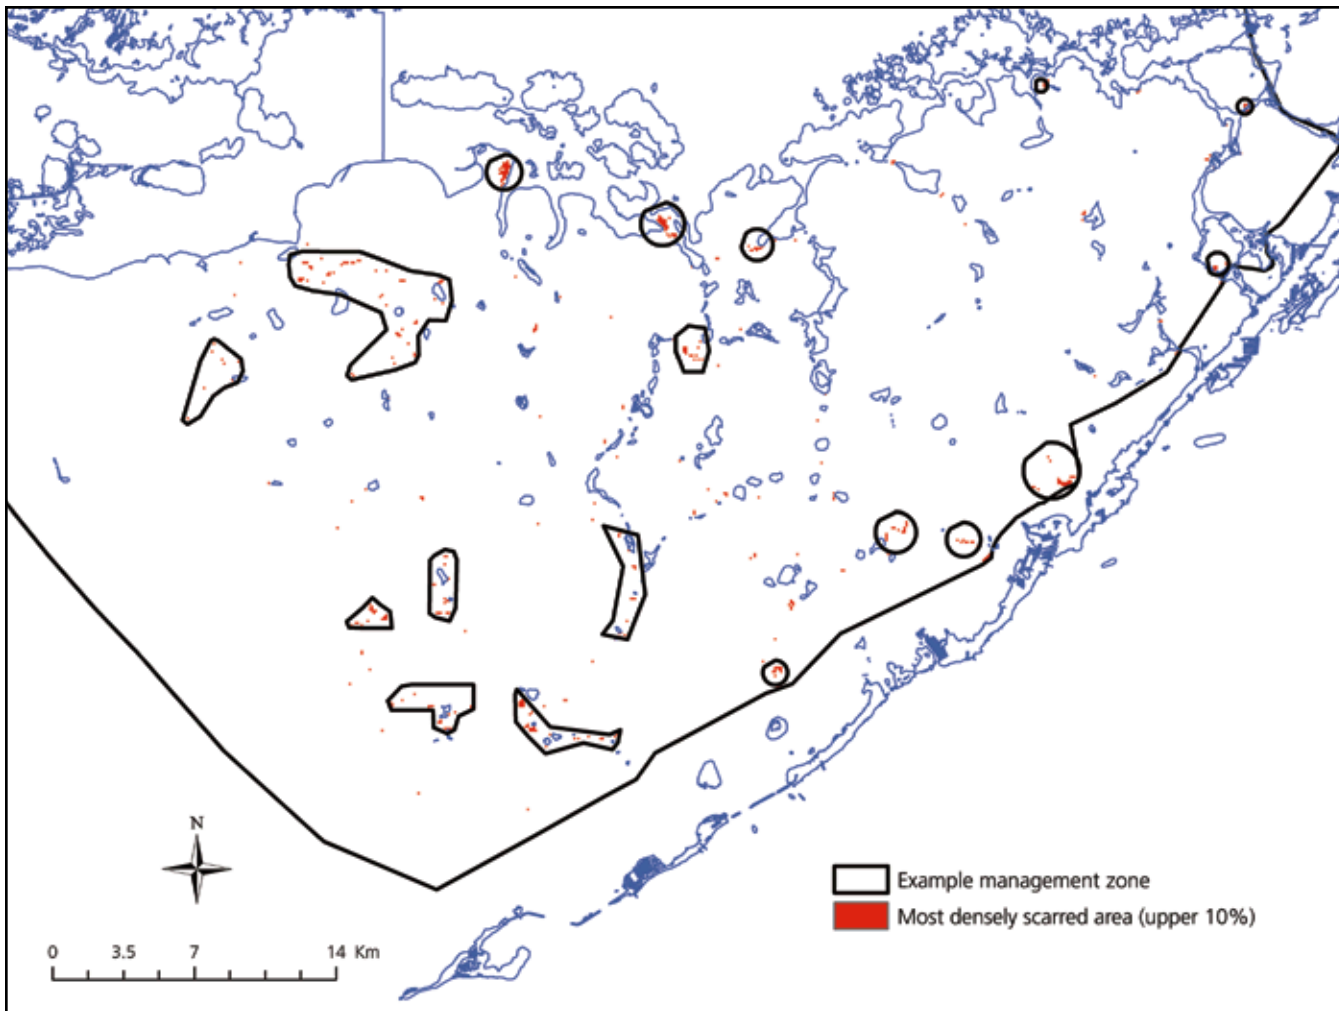 N
Example management zone
Most densely scarred area (upper 10%)
0 3.5 7 14 Km